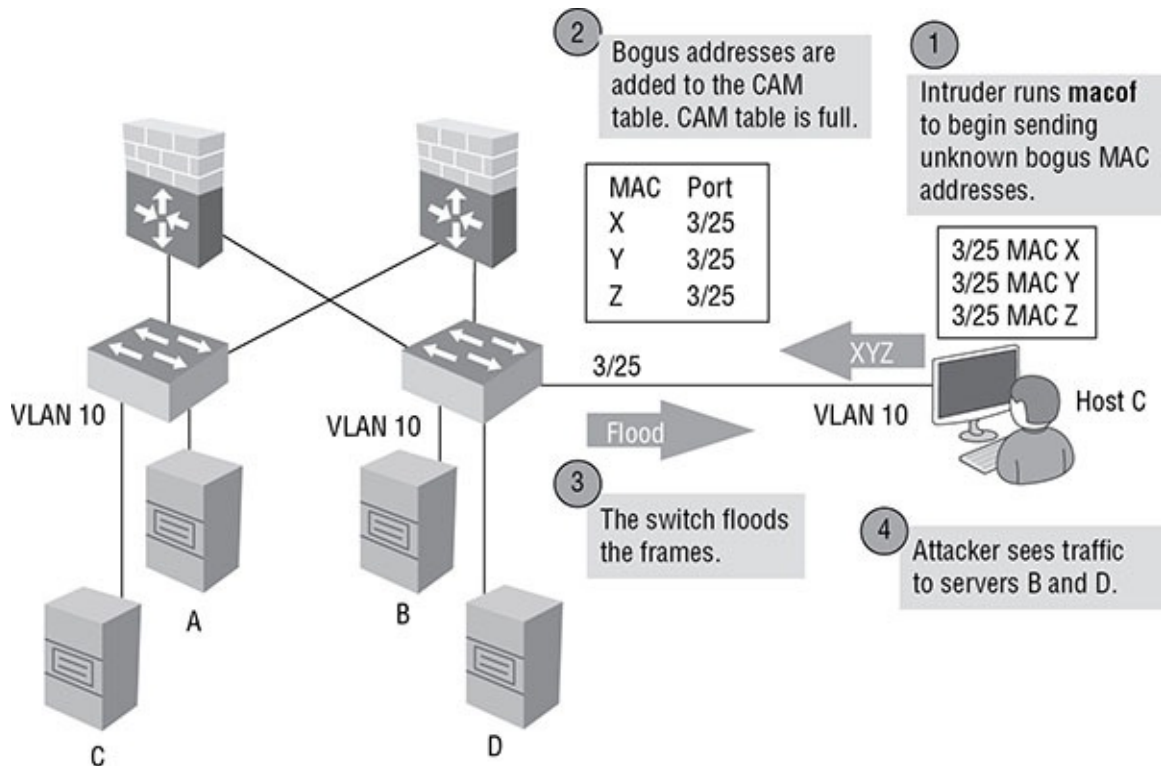 1
Intruder runs macof
to begin sending
unknown bogus MAC
addresses.
3/25 MAC X
3/25 MAC Y
3/25 MAC Z
2
Bogus addresses are
added to the CAM
table. CAM table is full.
MAC Port
X 3/25
Y 3/25
Z 3/25
XYZ
3/25
VLAN 10
Host C
Flood
3
The switch floods
the frames.
4
Attacker sees traffic
to servers B and D.
VLAN 10
VLAN 10
A
B
C
D